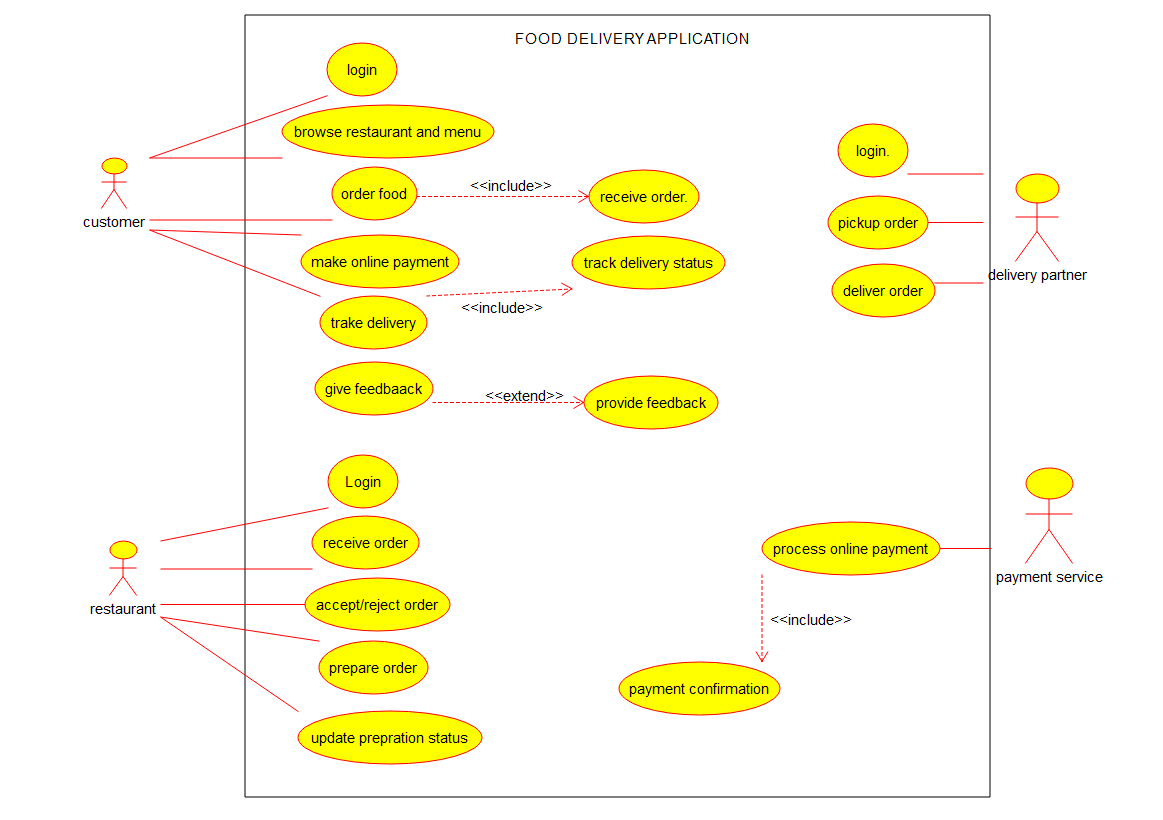 FOOD DELIVERY APPLICATION
login
browse restaurant and menu
login.
order food
<<include>>
receive order.
customer
pickup order
make online payment
track delivery status
delivery partner
deliver order
<<include>>
trake delivery
give feedbaack
<<extend>>
provide feedback
Login
receive order
process online payment
payment service
restaurant
accept/reject order
<<include>>
prepare order
payment confirmation
update prepration status